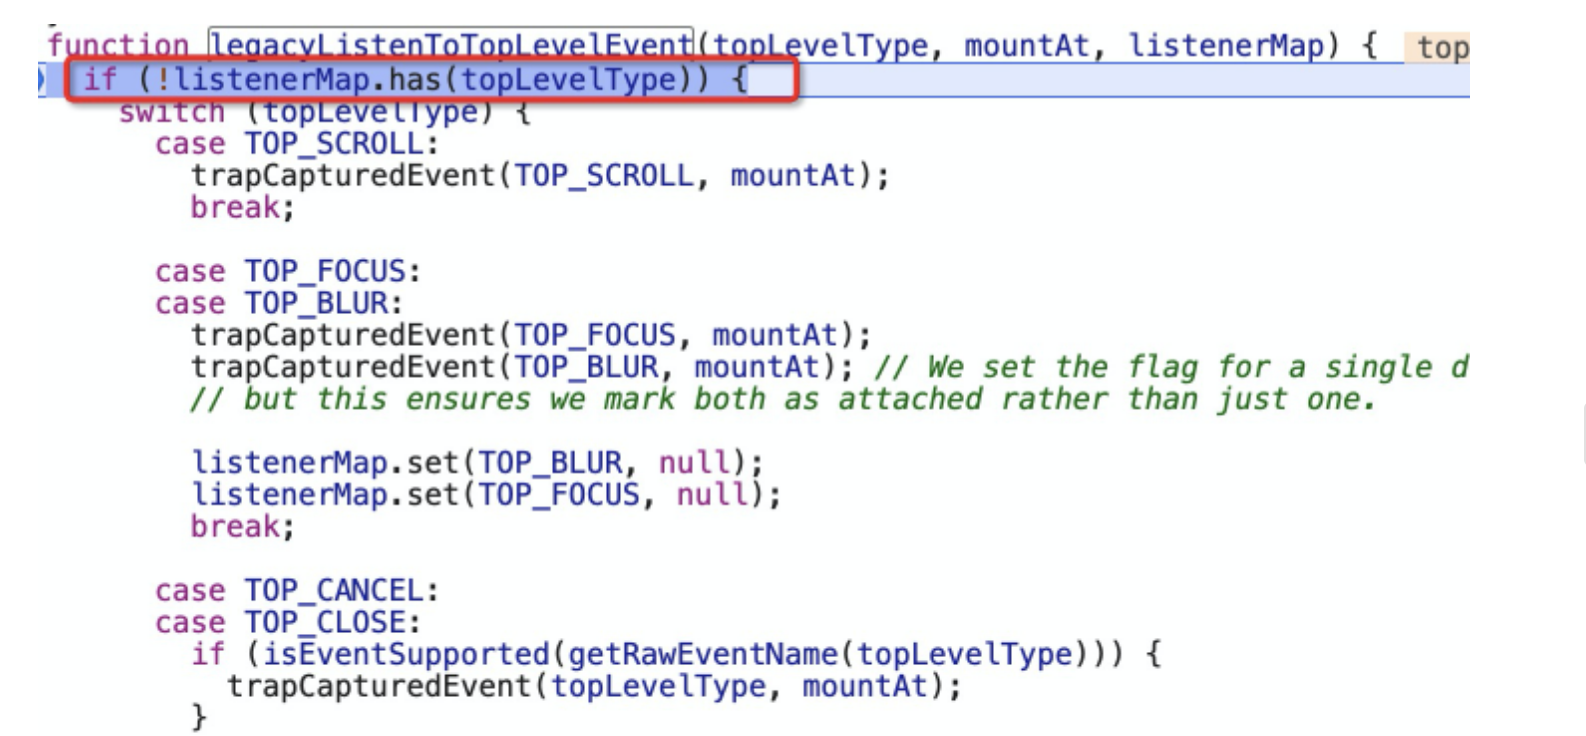 function legacyListenToTopLevelEvent(topLevelType, mountAt, listenerMap) { top
if (!listenerMap.has(topLevelType)) {
switch (topLevelType) {
case TOP_SCROLL:
trapCapturedEvent(TOP_SCROLL, mountAt);
break;
case TOP_FOCUS:
case TOP_BLUR:
trapCapturedEvent(TOP_FOCUS, mountAt);
trapCapturedEvent(TOP_BLUR, mountAt); // We set the flag for a single d
// but this ensures we mark both as attached rather than just one.
listenerMap.set(TOP_BLUR, null);
listenerMap.set(TOP_FOCUS, null);
break;
case TOP_CANCEL:
case TOP_CLOSE:
if (isEventSupported(getRawEventName(topLevelType))) {
trapCapturedEvent(topLevelType, mountAt);
}